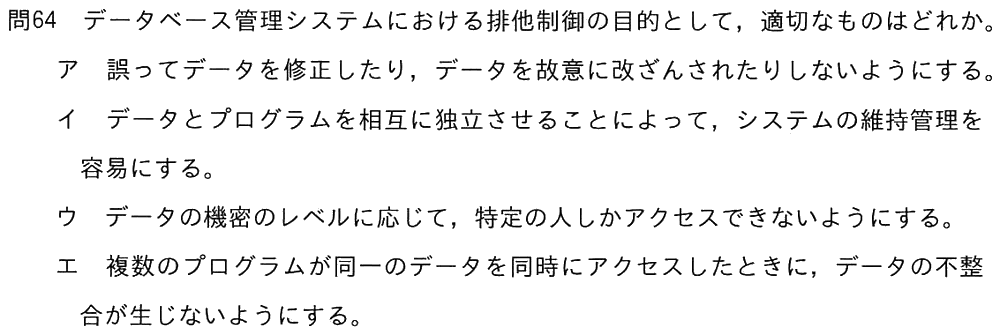 問64　データベース管理システムにおける排他制御の目的として，適切なものはどれか。
ア　誤ってデータを修正したり，データを故意に改ざんされたりしないようにする。
イ　データとプログラムを相互に独立させることによって，システムの維持管理を
容易にする。
ウ　データの機密のレベルに応じて，特定の人しかアクセスできないようにする。
エ　複数のプログラムが同一のデータを同時にアクセスしたときに，データの不整
合が生じないようにする。